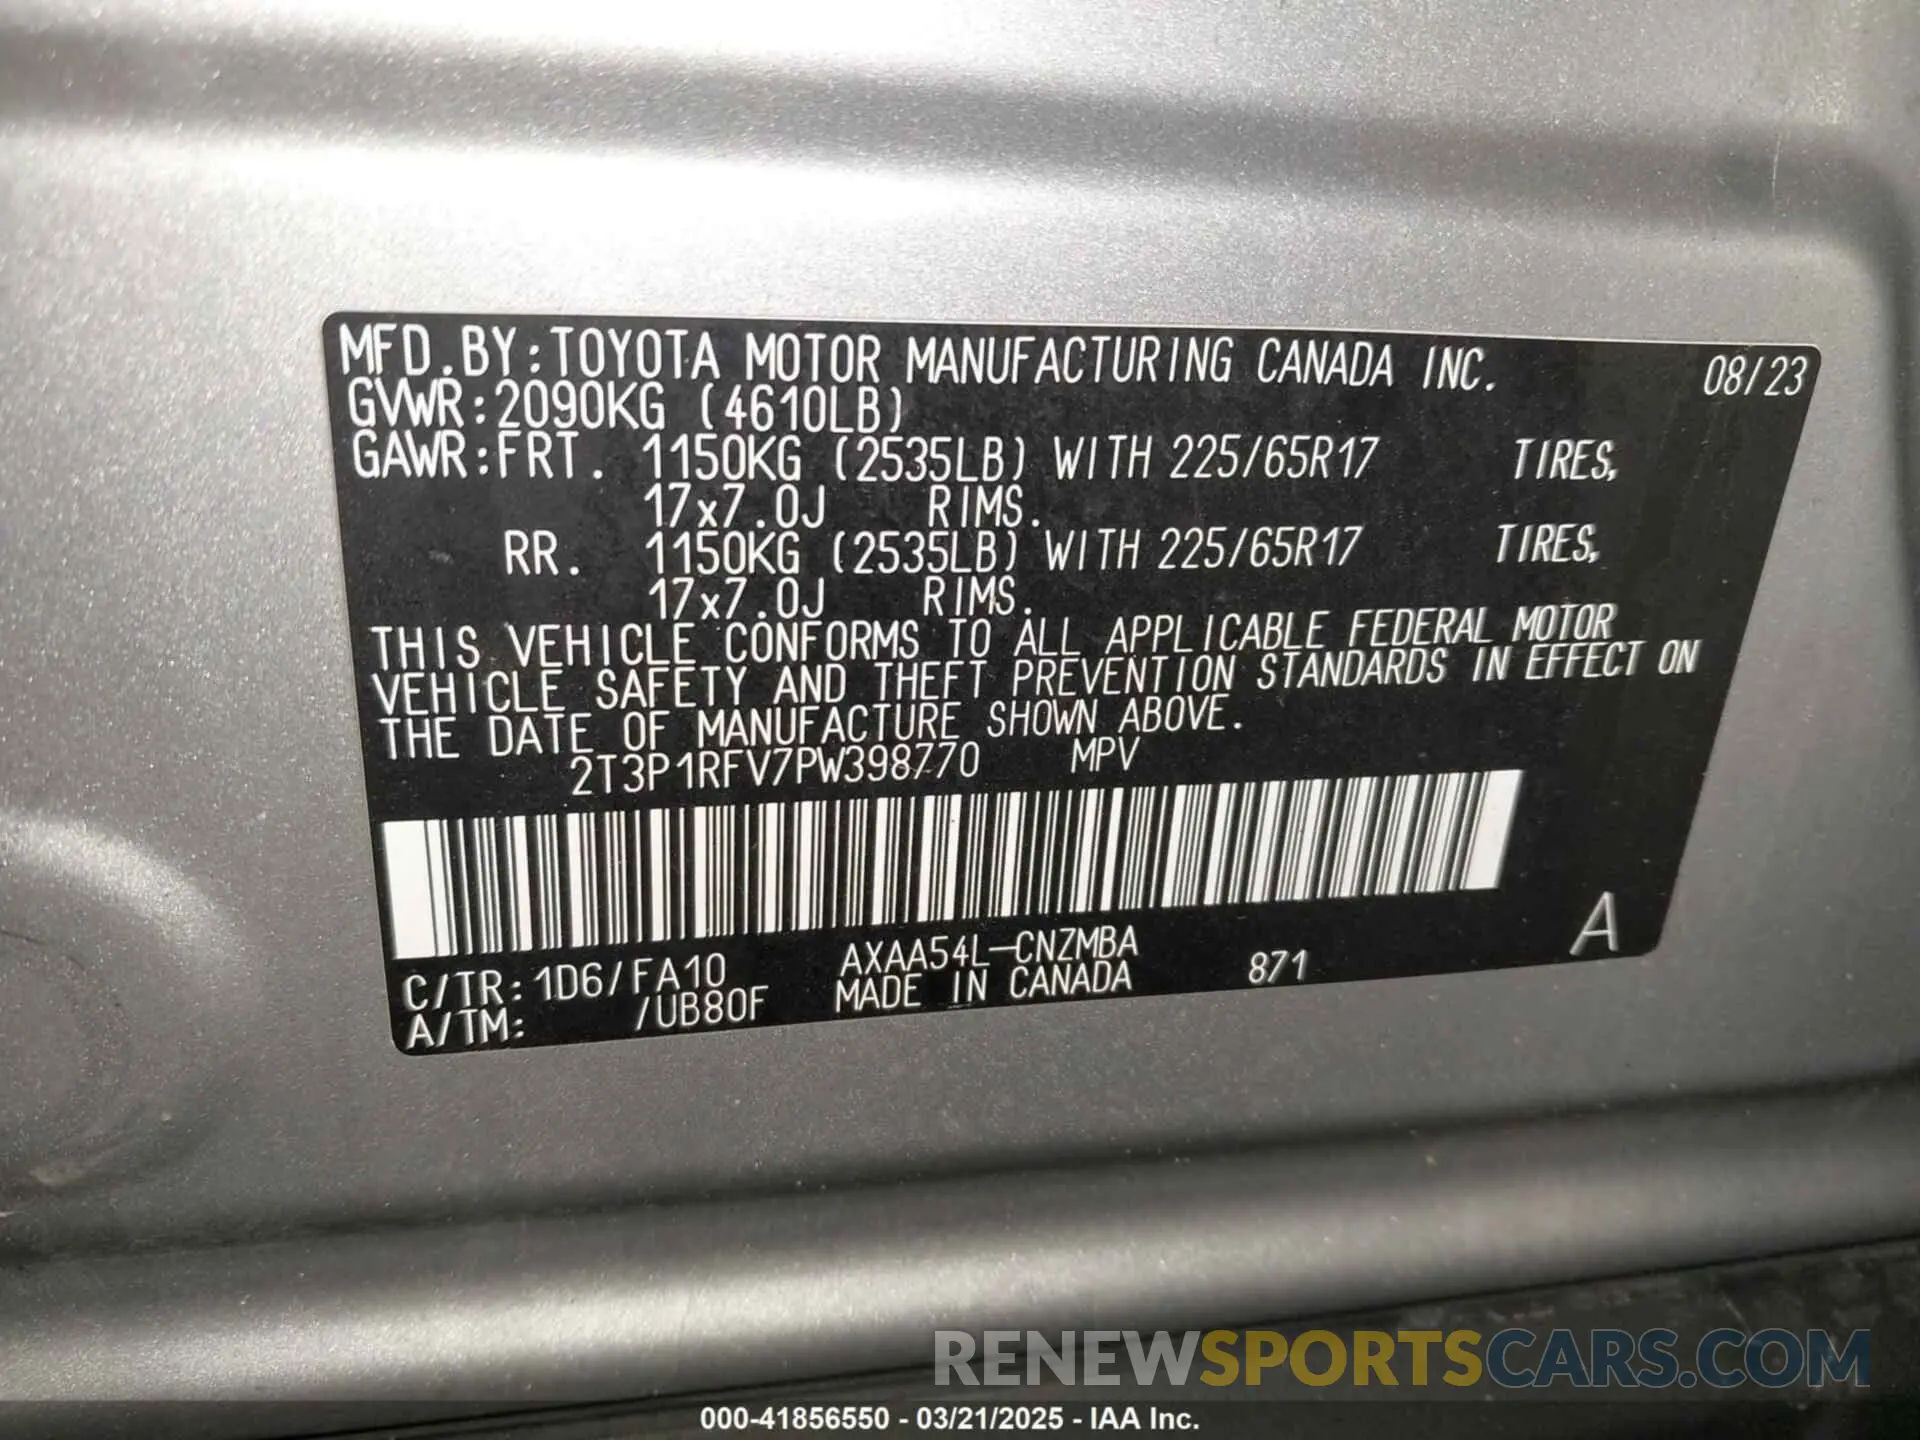 MFD.BY:TOYOTA MOTOR MANUFACTURING CANADA INC. 08/23
GVWR:2090KG (4610LB)
GAWR:FRT. 1150KG (2535LB) WITH 225/65R17 TIRES,
17x7.0J RIMS.
RR. 1150KG (2535LB) WITH 225/65R17 TIRES,
17x7.0J RIMS.
THIS VEHICLE CONFORMS TO ALL APPLICABLE FEDERAL MOTOR
VEHICLE SAFETY AND THEFT PREVENTION STANDARDS IN EFFECT ON
THE DATE OF MANUFACTURE SHOWN ABOVE.
2T3P1RFV7PW398770 MPV
A
C/TR:1D6/FA10 AXAA54L-CNZMBA 871
A/TM: /UB80F MADE IN CANADA
RENEWSPORTSCARS.COM
000-41856550 - 03/21/2025 - IAA Inc.